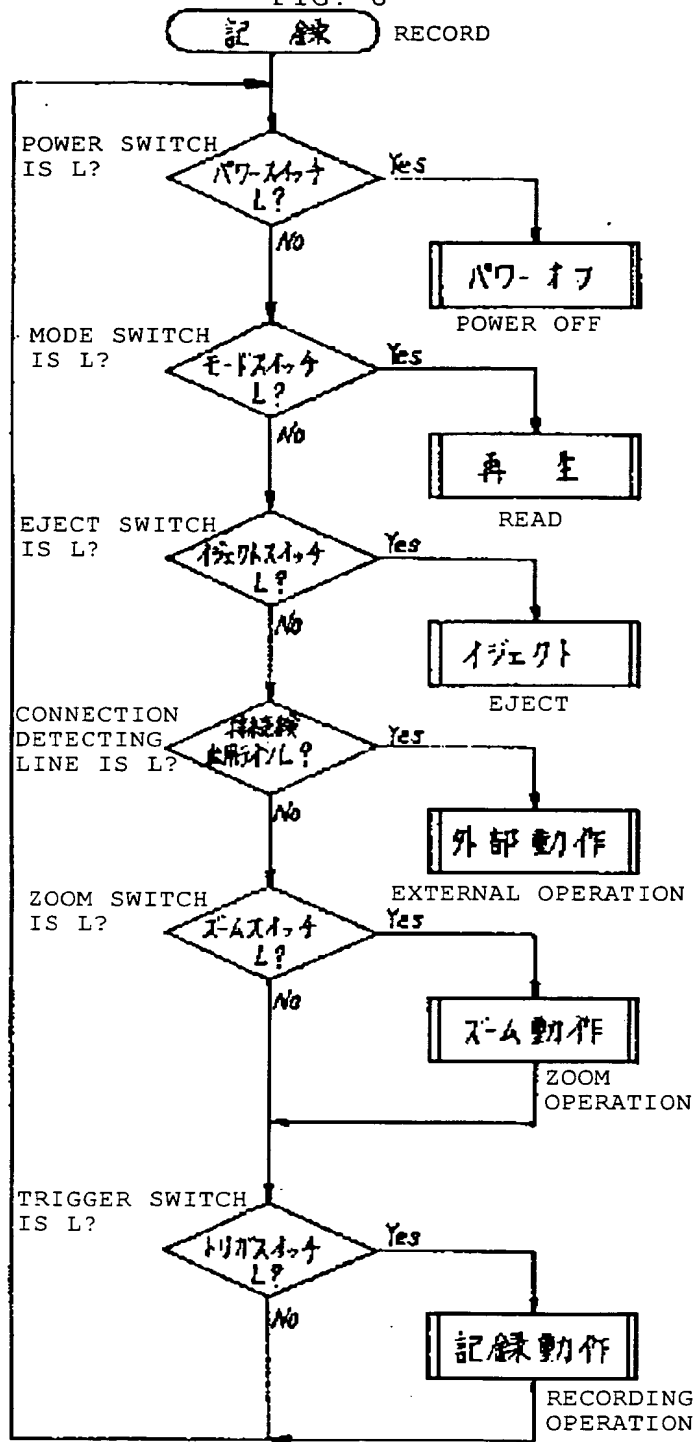 FIG.
記 録 RECORD
POWER SWITCH
IS L?
パワースイッチ
L?
Yes
No
パワーオフ
POWER OFF
MODE SWITCH
IS L?
モードスイッチ
L?
Yes
No
再 生
READ
EJECT SWITCH
IS L?
イジェクトスイッチ
L?
Yes
No
イジェクト
EJECT
CONNECTION
DETECTING
LINE IS L?
ラインL?
Yes
No
外部動作
EXTERNAL OPERATION
ZOOM SWITCH
IS L?
ズームスイッチ
L?
Yes
No
ズーム動作
ZOOM
OPERATION
TRIGGER SWITCH
IS L?
トリガスイッチ
L?
Yes
No
記録動作
RECORDING
OPERATION